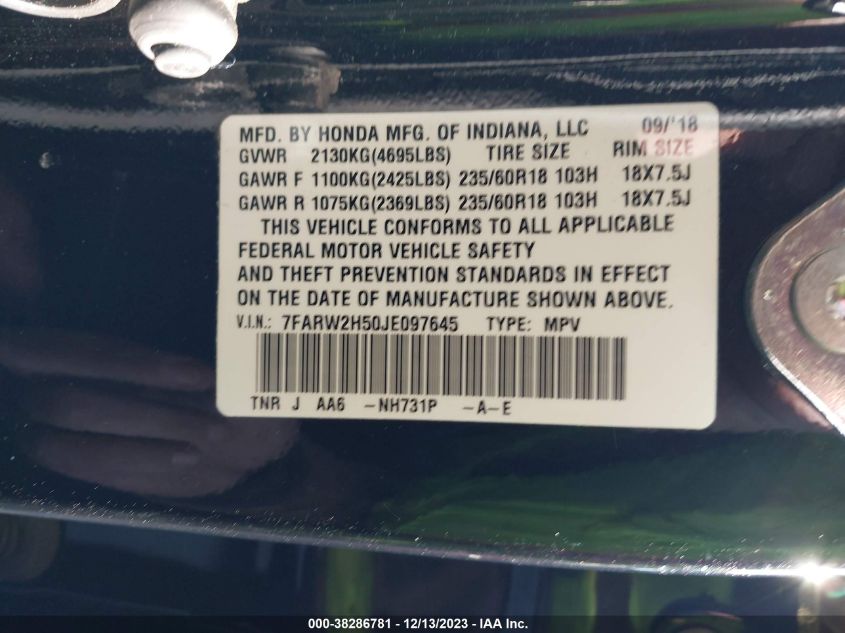 MFD. BY HONDA MFG. OF INDIANA, LLC 09/'18
GVWR 2130KG(4695LBS) TIRE SIZE RIM SIZE
GAWR F 1100KG(2425LBS) 235/60R18 103H 18X7.5J
GAWR R 1075KG(2369LBS) 235/60R18 103H 18X7.5J
THIS VEHICLE CONFORMS TO ALL APPLICABLE
FEDERAL MOTOR VEHICLE SAFETY
AND THEFT PREVENTION STANDARDS IN EFFECT
ON THE DATE OF MANUFACTURE SHOWN ABOVE.
V.I.N.: 7FARW2H50JE097645 TYPE: MPV
TNR J AA6 -NH731P -A-E
000-38286781 - 12/13/2023 - IAA Inc.